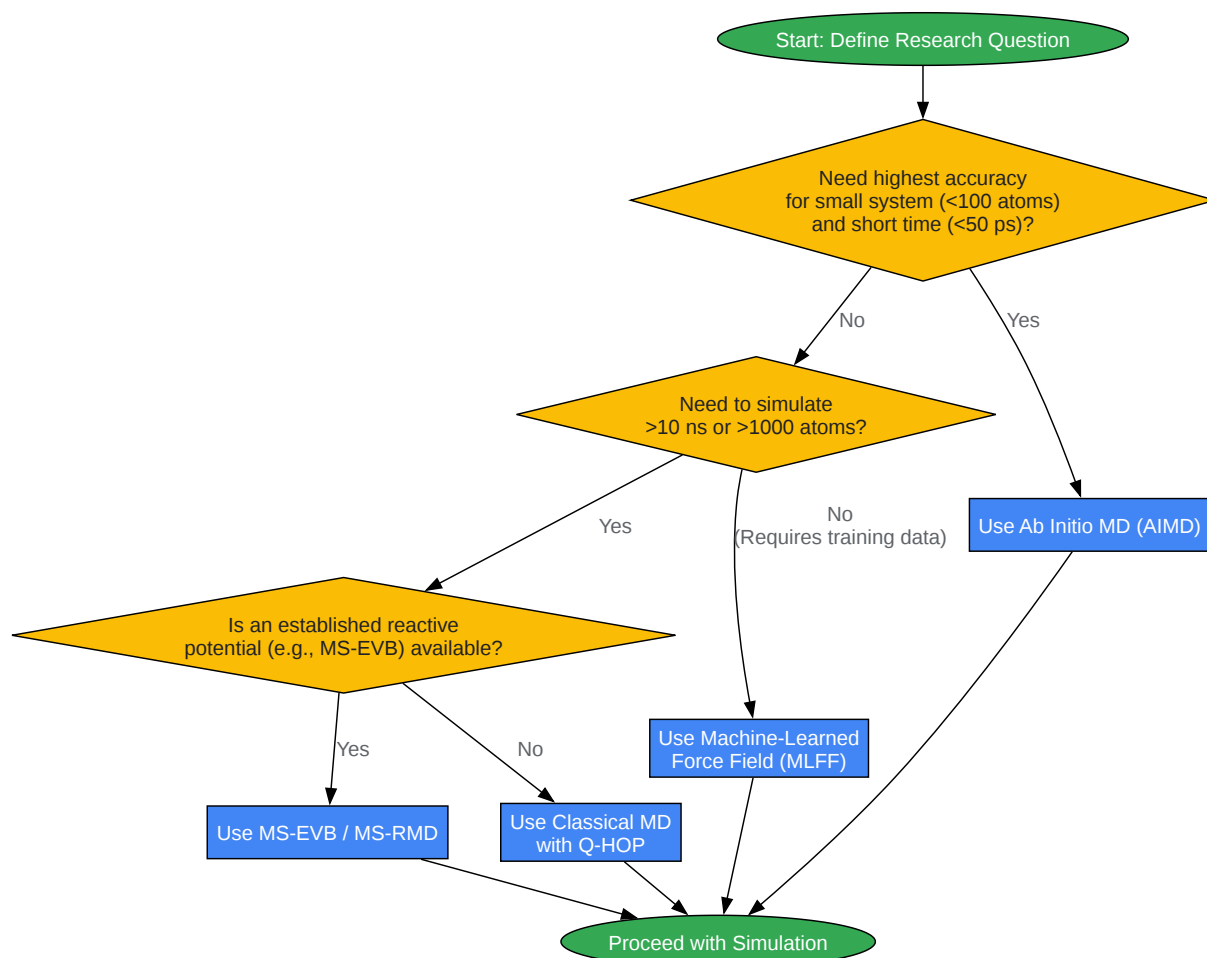 Start: Define Research Question
Need highest accuracy
for small system (<100 atoms)
and short time (<50 ps)?
No
Yes
Need to simulate
>10 ns or >1000 atoms?
Yes
No
(Requires training data)
Use Ab Initio MD (AIMD)
Is an established reactive
potential (e.g., MS-EVB) available?
Yes
No
Use Machine-Learned
Force Field (MLFF)
Use MS-EVB / MS-RMD
Use Classical MD
with Q-HOP
Proceed with Simulation